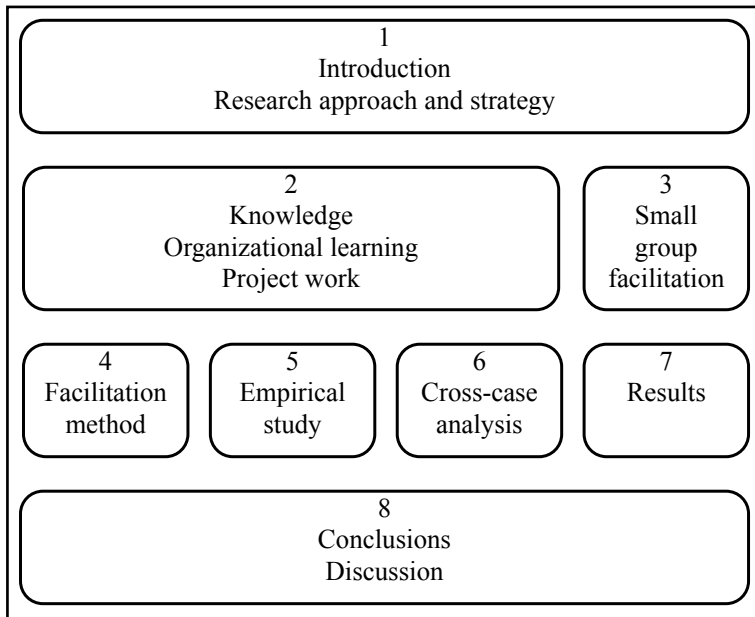 1
Introduction
Research approach and strategy
2
Knowledge
Organizational learning
Project work
3
Small
group
facilitation
4
Facilitation
method
5
Empirical
study
6
Cross-case
analysis
7
Results
8
Conclusions
Discussion